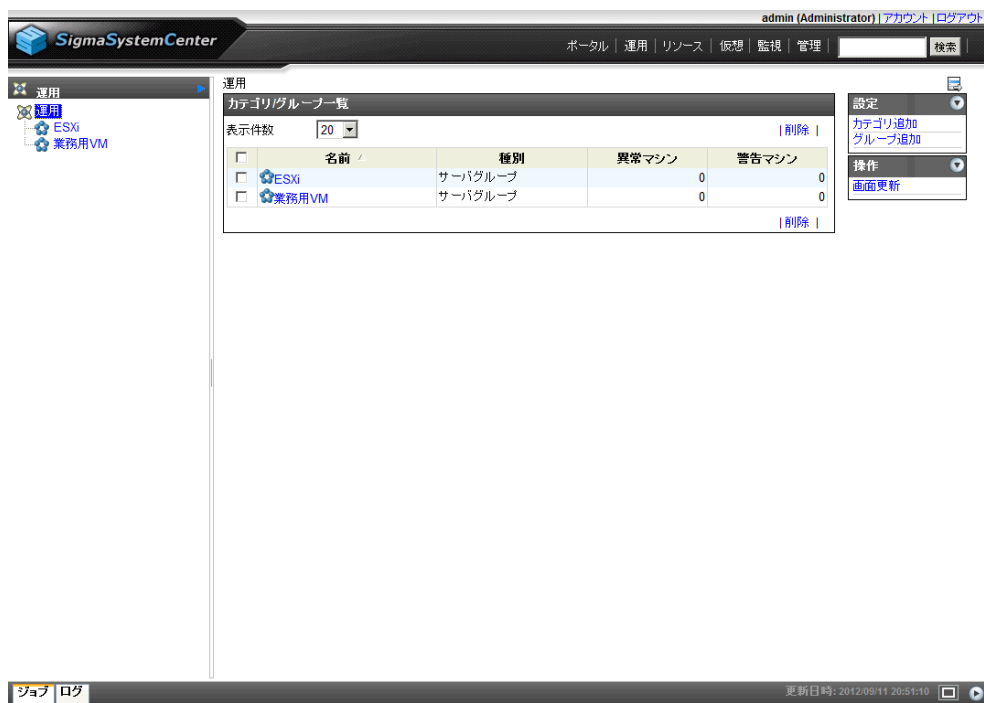 admin (Administrator) | アカウント | ログアウト
SigmaSystemCenter
ポータル | 運用 | リソース | 仮想 | 監視 | 管理 | 検索 |
運用
運用
ESXi
業務用VM
運用
カテゴリ/グループ一覧
表示件数 20 | 削除 |
名前 種別 異常マシン 警告マシン
ESXi サーバグループ 0 0
業務用VM サーバグループ 0 0
| 削除 |
設定
カテゴリ追加
グループ追加
操作
画面更新
ジョブ ログ
更新日時: 2012/09/11 20:51:10